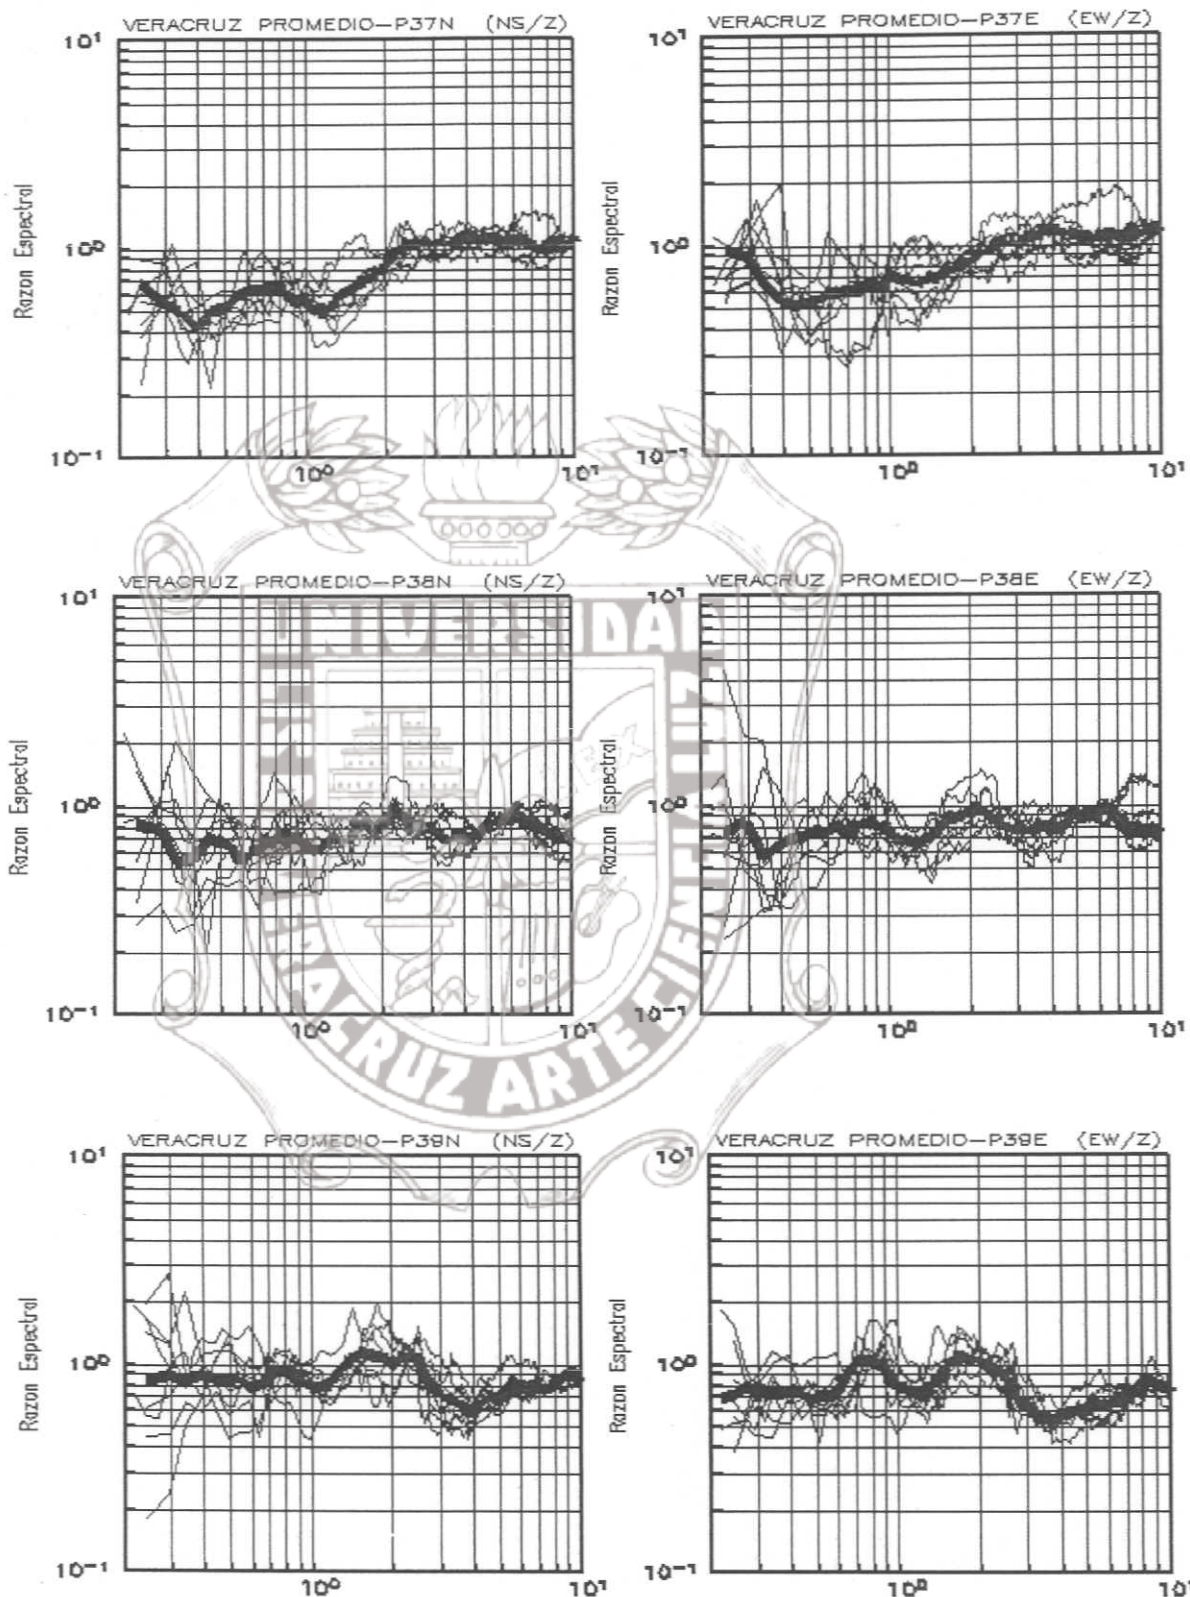 VERACRUZ PROMEDIO-P37N (NS/Z)
VERACRUZ PROMEDIO-P37E (EW/Z)
10¹
10¹
Razon Espectral
Razon Espectral
10⁰
10⁰
10⁻¹
10⁻¹
10⁰
10¹
10⁰
10¹
VERACRUZ PROMEDIO-P38N (NS/Z)
VERACRUZ PROMEDIO-P38E (EW/Z)
10¹
10¹
UNIVERSIDAD VERACRUZANA
Razon Espectral
Razon Espectral
10⁰
10⁰
10⁻¹
10⁻¹
10⁰
10¹
10⁰
10¹
ARTE CIENCIA LUZ
VERACRUZ PROMEDIO-P39N (NS/Z)
VERACRUZ PROMEDIO-P39E (EW/Z)
10¹
10¹
Razon Espectral
Razon Espectral
10⁰
10⁰
10⁻¹
10⁻¹
10⁰
10¹
10⁰
10¹